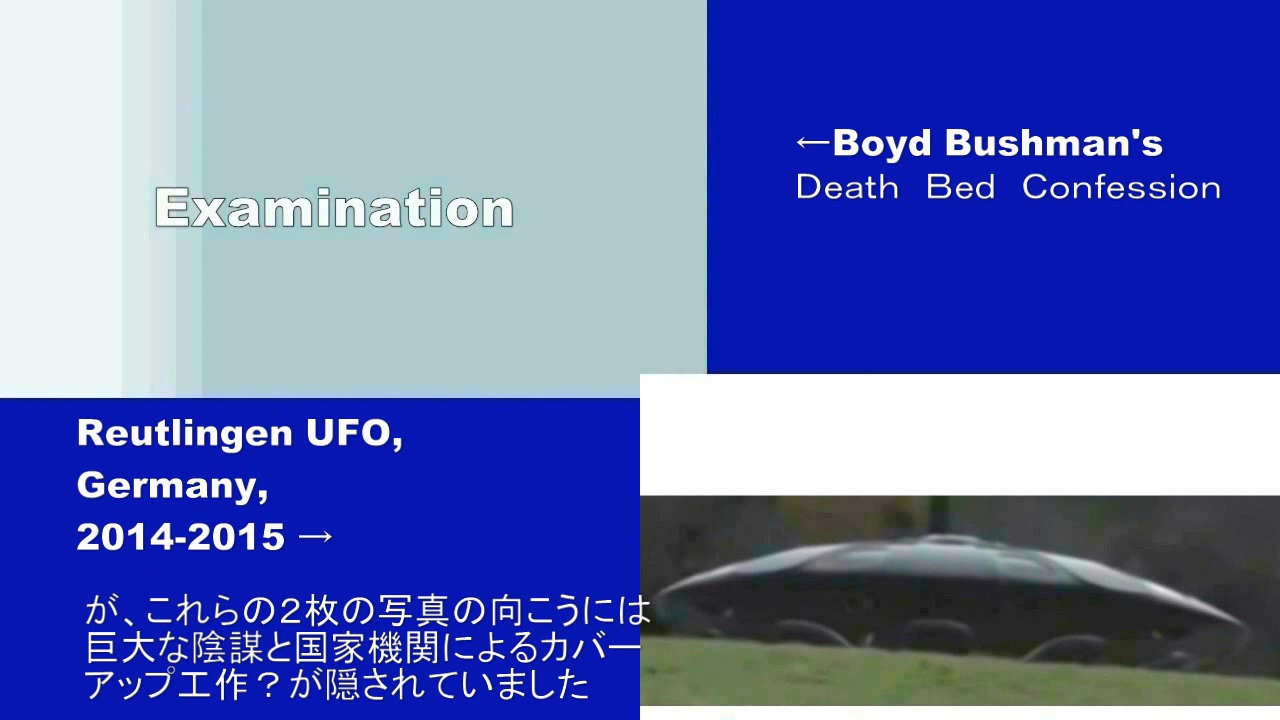 Examination
←Boyd Bushman's
Death Bed Confession
Reutlingen UFO,
Germany,
2014-2015 →
が、これらの２枚の写真の向こうには
巨大な陰謀と国家機関によるカバー
アップ工作？が隠されていました